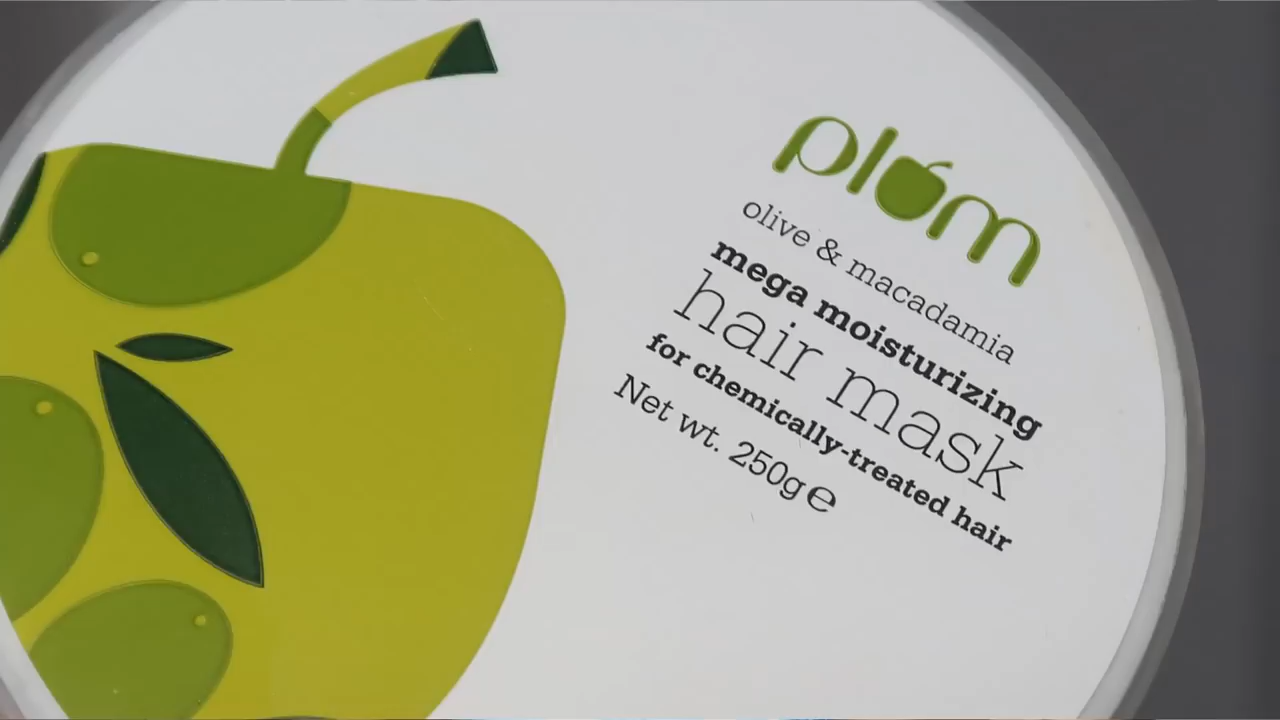 plum
olive & macadamia
mega moisturizing
hair mask
for chemically-treated hair
Net wt. 250g ℮